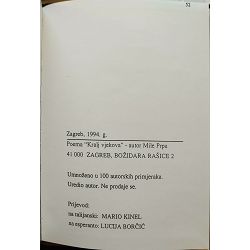 52
Zagreb, 1994. g.
Poema "Kralj vjekova" - autor Mile Prpa
41 000 ZAGREB, BOŽIDARA RAŠICE 2
Umnoženo u 100 autorskih primjeraka.
Uredio autor. Ne prodaje se.
Prijevod:
na talijanski: MARIO KINEL
na esperanto: LUCIJA BORČIĆ